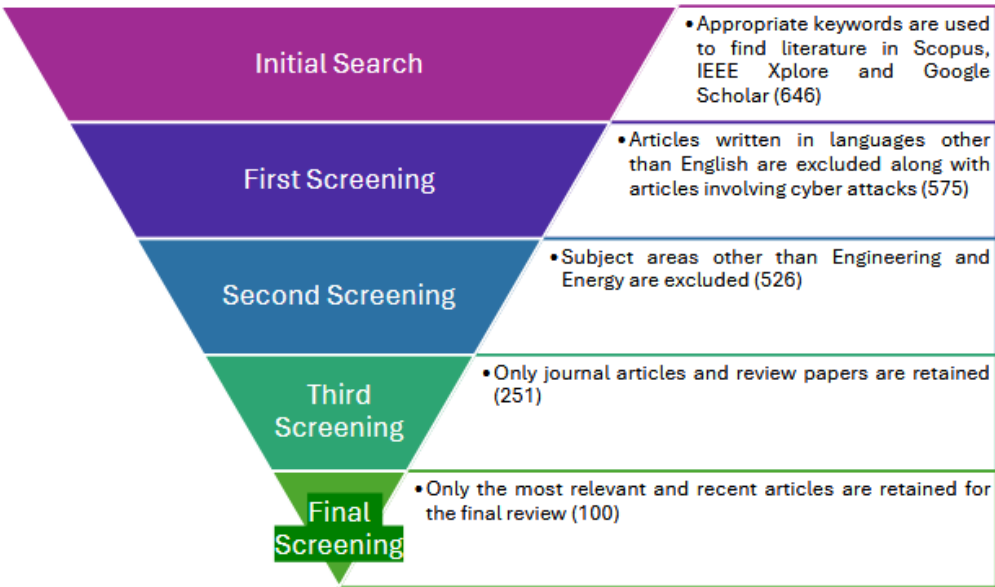 Initial Search
• Appropriate keywords are used
to find literature in Scopus,
IEEE Xplore and Google
Scholar (646)
First Screening
• Articles written in languages other
than English are excluded along with
articles involving cyber attacks (575)
Second Screening
• Subject areas other than Engineering and
Energy are excluded (526)
Third
Screening
• Only journal articles and review papers are retained
(251)
Final
Screening
• Only the most relevant and recent articles are retained for
the final review (100)